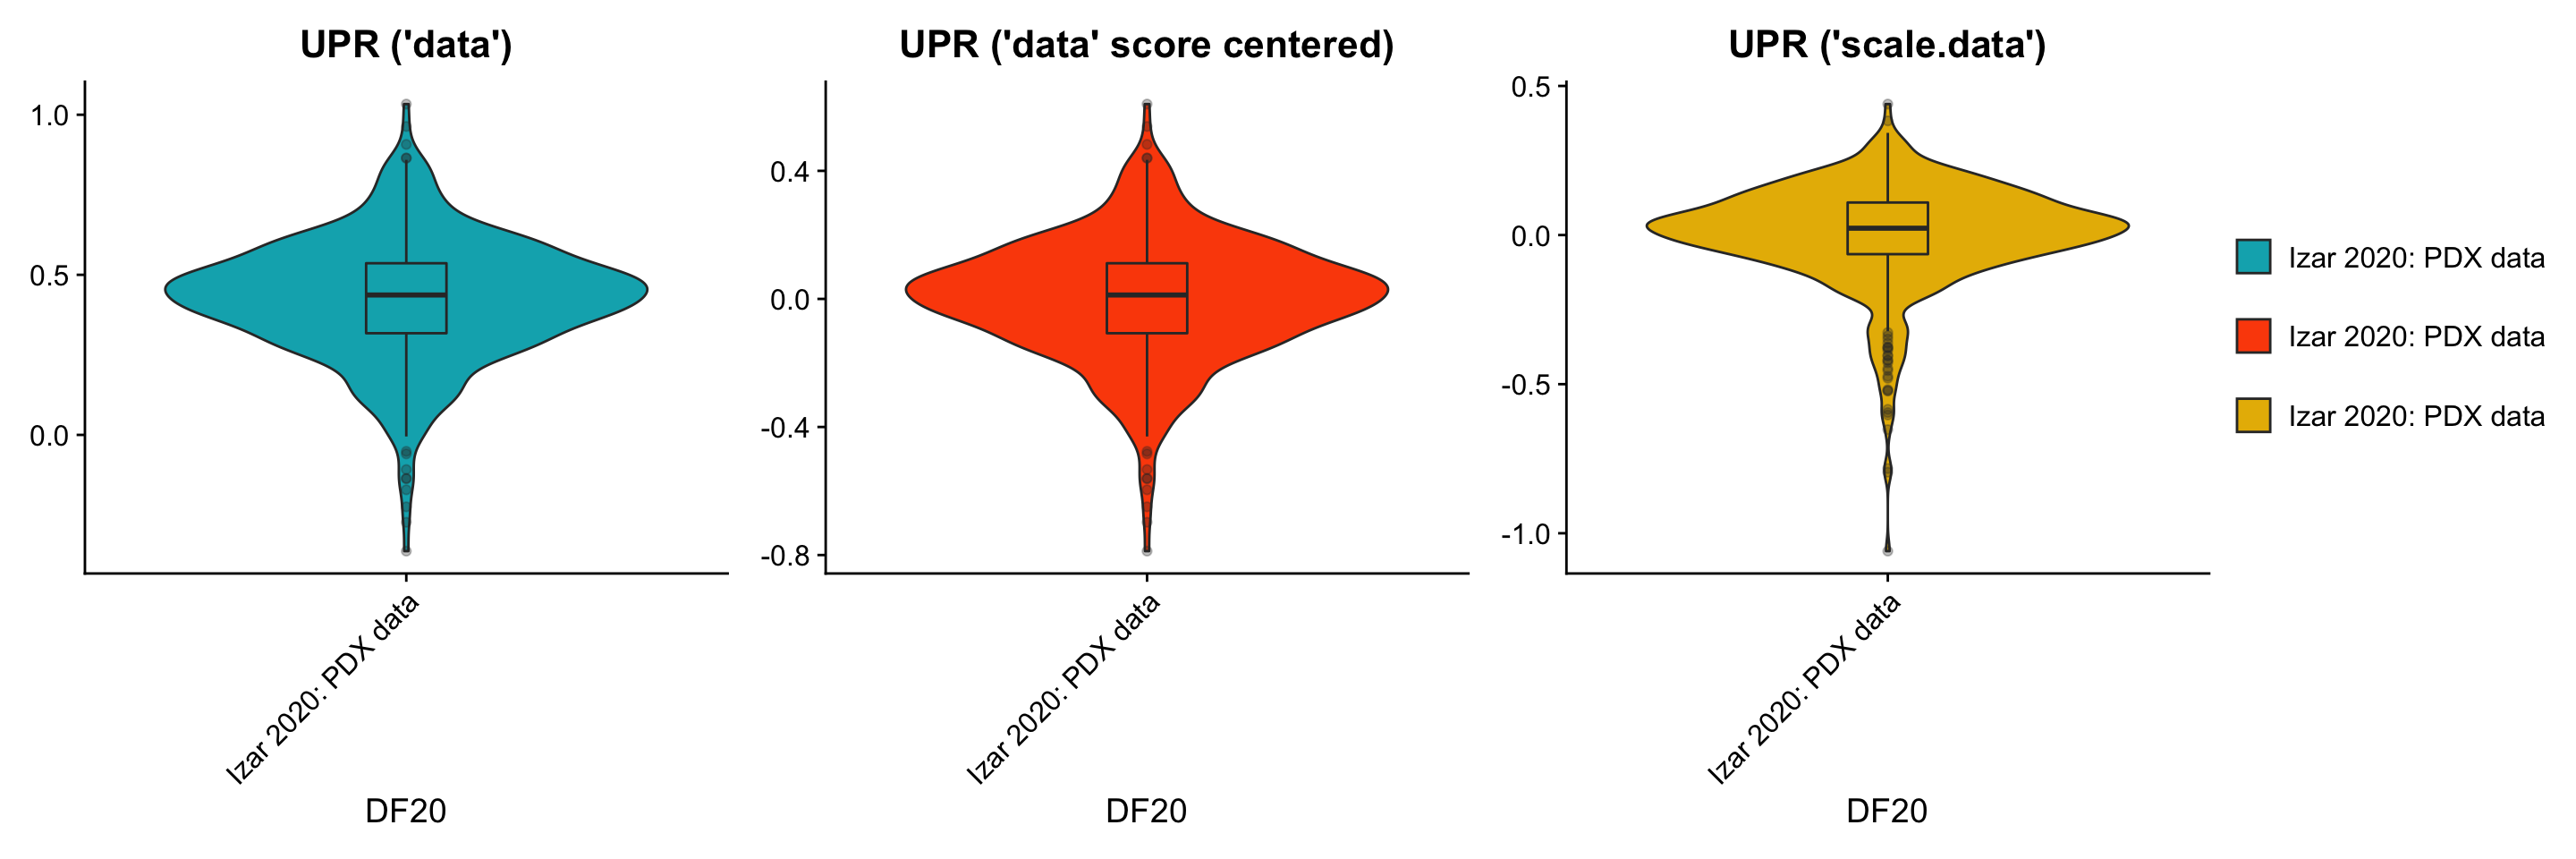 UPR ('data')
1.0
0.5
0.0
Izar 2020: PDX data
DF20
UPR ('data' score centered)
0.4
0.0
-0.4
-0.8
Izar 2020: PDX data
DF20
UPR ('scale.data')
0.5
0.0
-0.5
-1.0
Izar 2020: PDX data
DF20
Izar 2020: PDX data
Izar 2020: PDX data
Izar 2020: PDX data